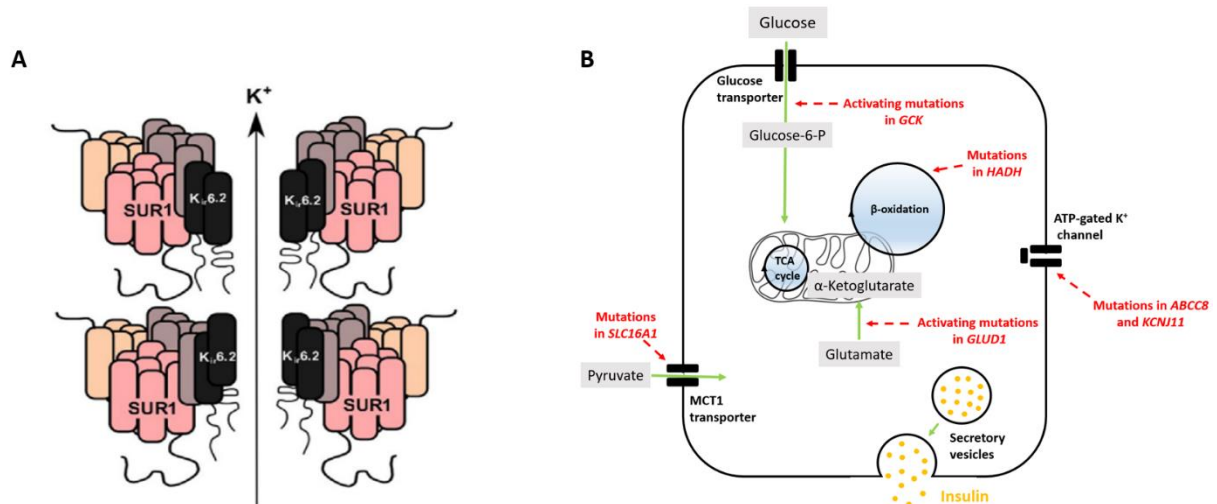 A
K+
Kir6.2
Kir6.2
SUR1
SUR1
Kir6.2
Kir6.2
SUR1
SUR1
B
Glucose
Glucose
transporter
Activating mutations
in GCK
Glucose-6-P
Mutations
in HADH
β-oxidation
ATP-gated K+
channel
TCA
cycle
α-Ketoglutarate
Mutations in ABCC8
and KCNJ11
Mutations
in SLC16A1
Activating mutations
in GLUD1
Glutamate
Pyruvate
MCT1
transporter
Secretory
vesicles
Insulin